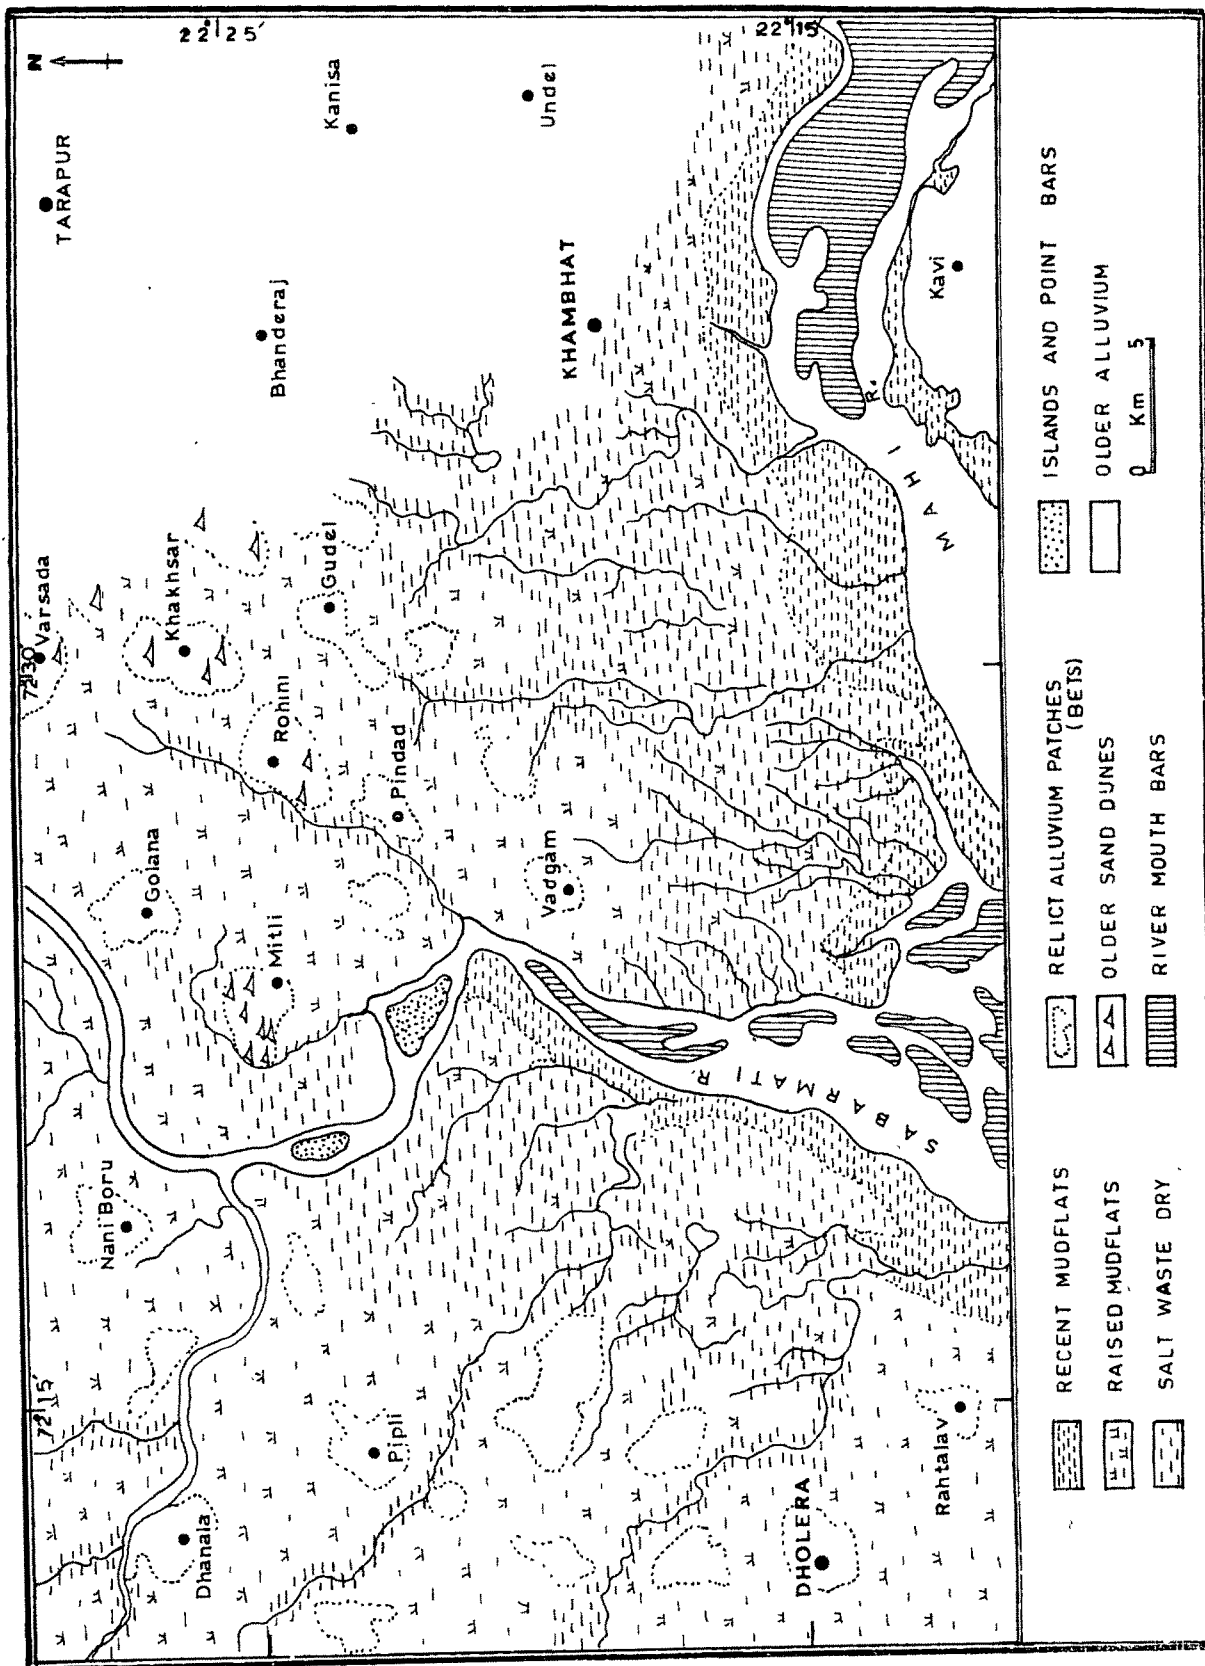 72°15'
72°30'
N
Varsada
TARAPUR
Nani Boru
Golana
Khakhsar
22°25'
Dhanala
Mitli
Rohini
Bhanderaj
Kanisa
Gudel
Pipli
Pindad
Vadgam
KHAMBHAT
Undel
SABARMATI R.
DHOLERA
22°15'
MAHI R.
Rahtalav
Kavi
RECENT MUDFLATS
RAISED MUDFLATS
SALT WASTE DRY
RELICT ALLUVIUM PATCHES
(BETS)
OLDER SAND DUNES
RIVER MOUTH BARS
ISLANDS AND POINT BARS
OLDER ALLUVIUM
0 Km 5